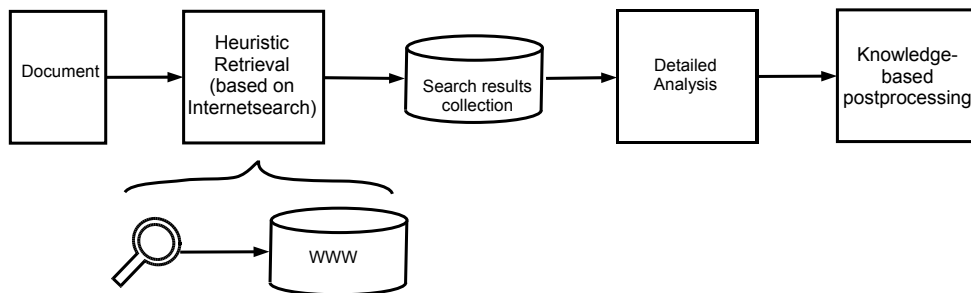 Document
Heuristic
Retrieval
(based on
Internetsearch)
Search results
collection
Detailed
Analysis
Knowledge-
based
postprocessing
WWW